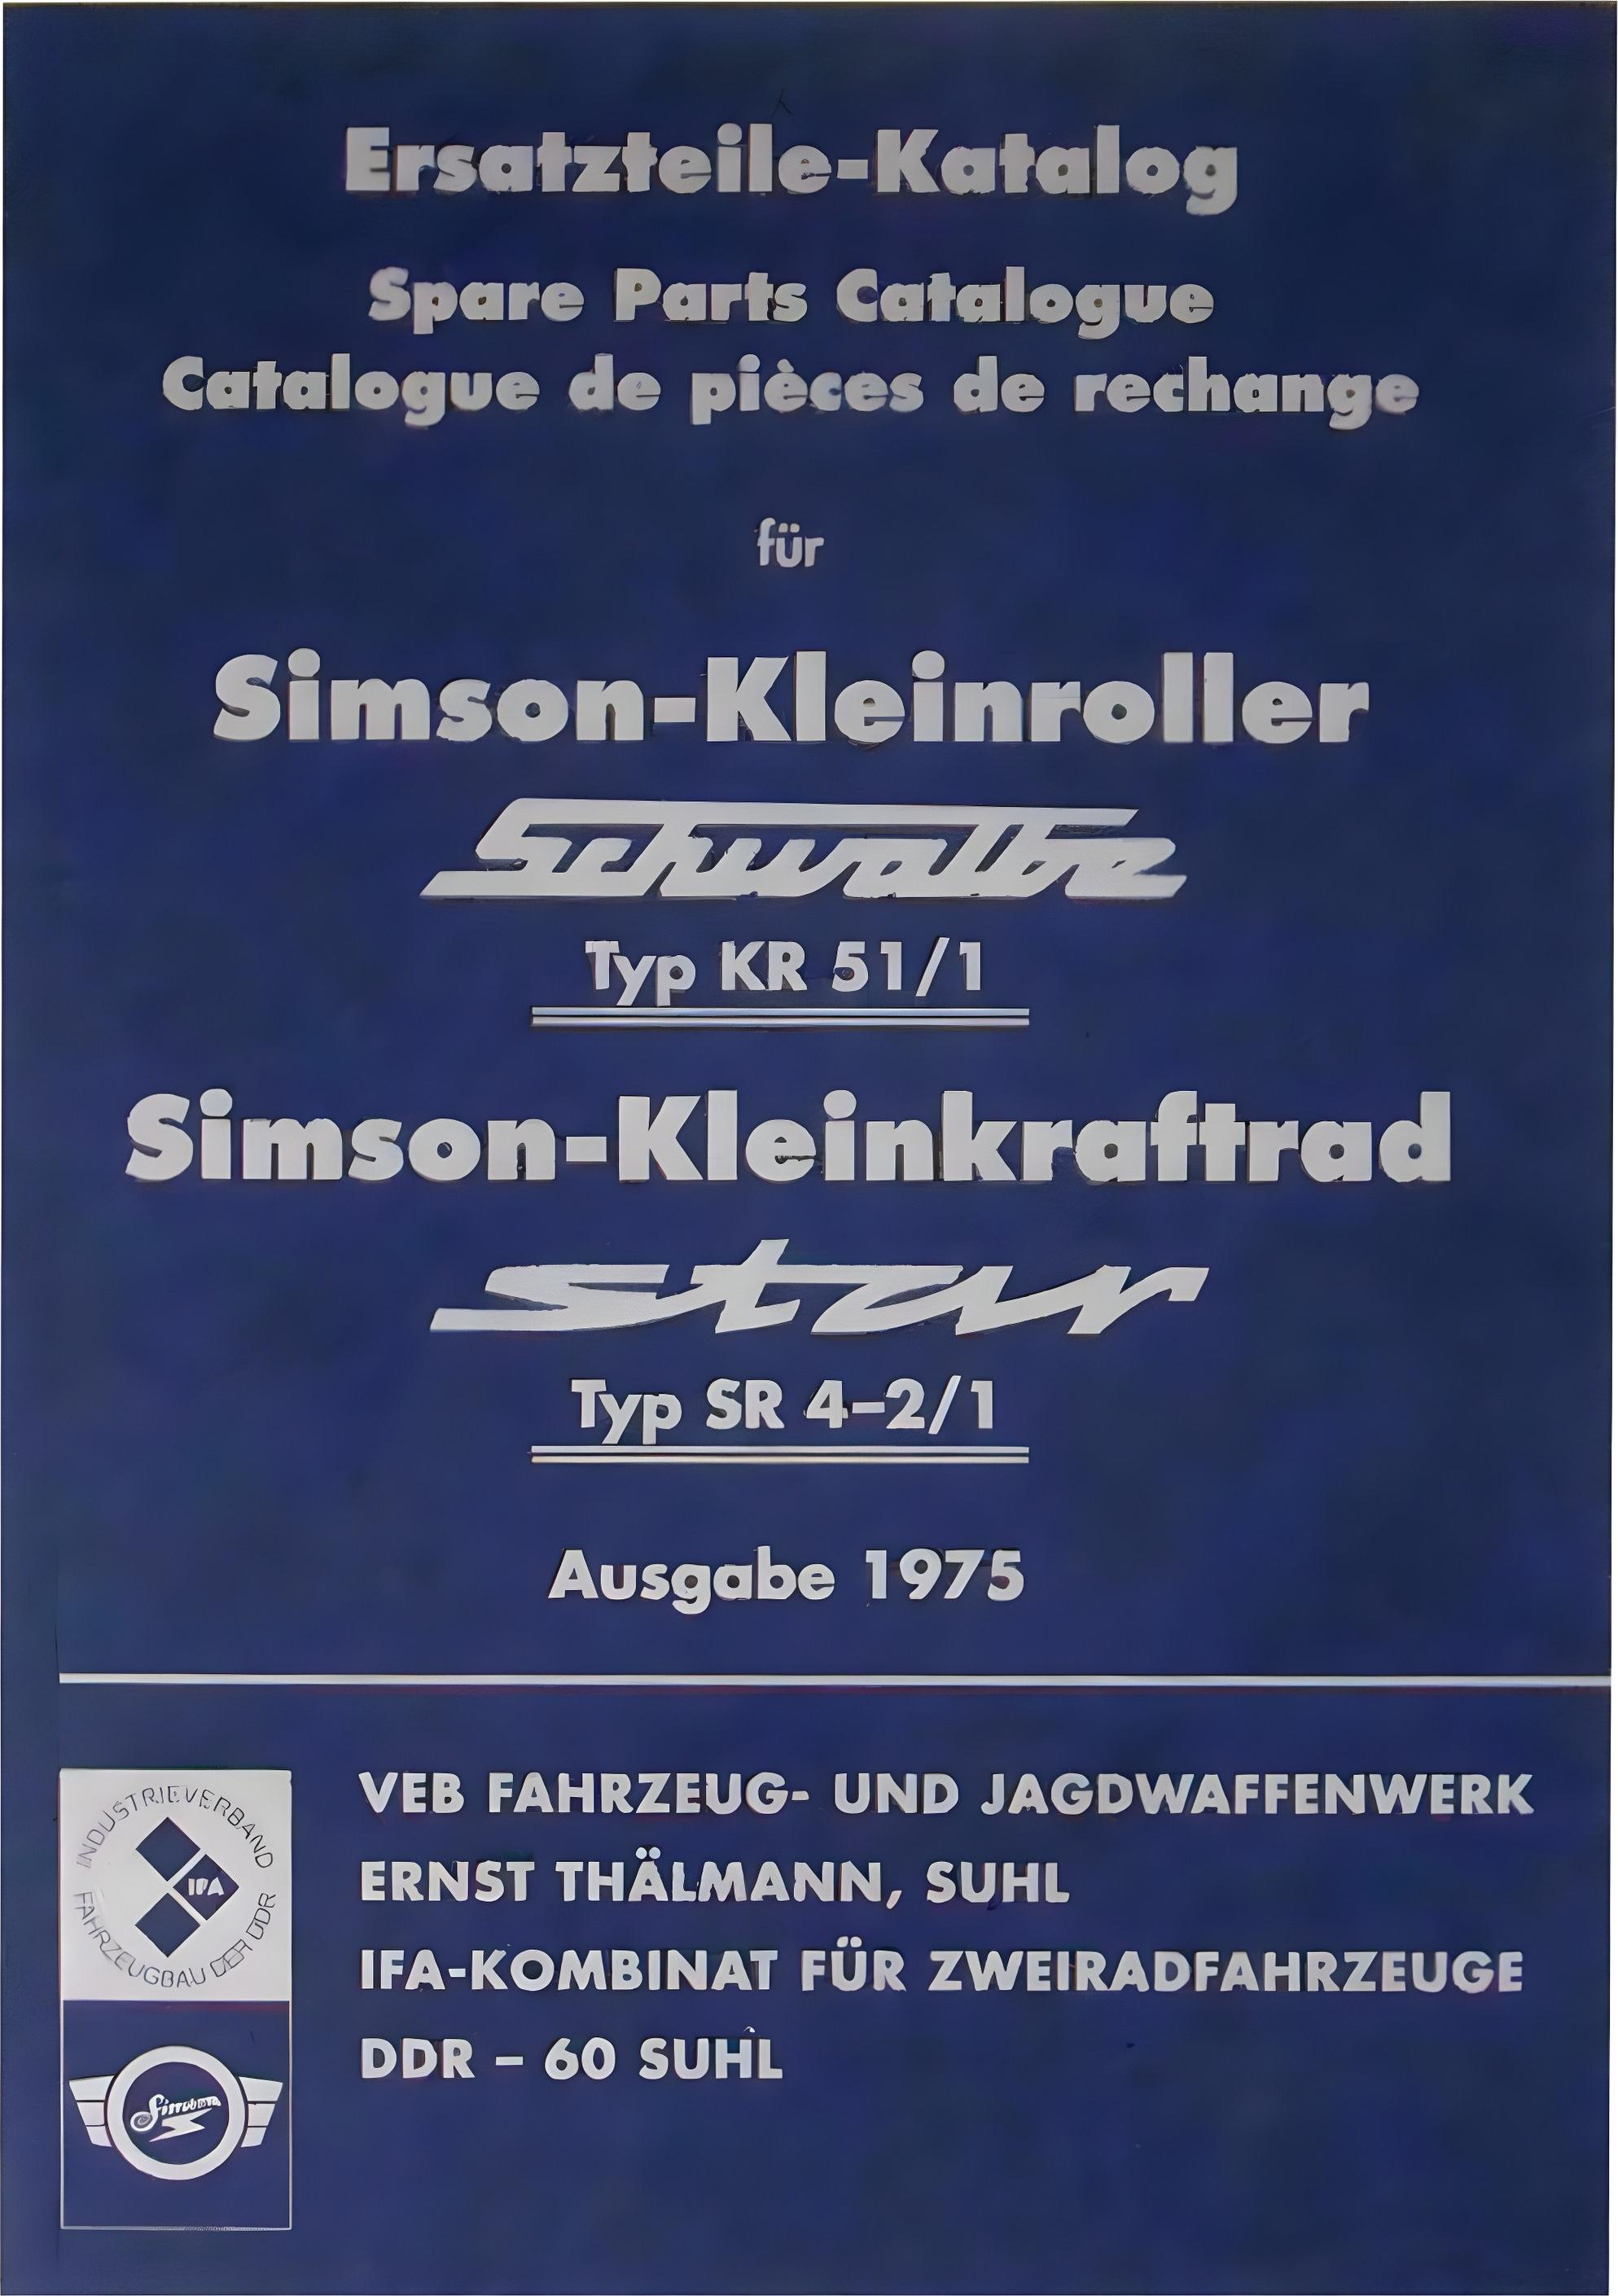 Ersatzteile-Katalog
Spare Parts Catalogue
Catalogue de pièces de rechange
für
Simson-Kleinroller
Schwalbe
Typ KR 51/1
Simson-Kleinkraftrad
star
Typ SR 4-2/1
Ausgabe 1975
INDUSTRIEVERBAND
IFA
FAHRZEUGBAU DER DDR
Simson
VEB FAHRZEUG- UND JAGDWAFFENWERK
ERNST THÄLMANN, SUHL
IFA-KOMBINAT FÜR ZWEIRADFAHRZEUGE
DDR – 60 SUHL